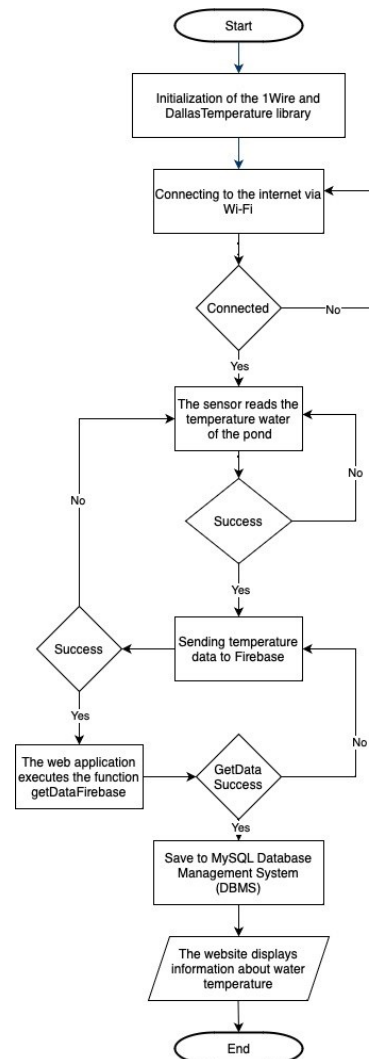 Start
Initialization of the 1Wire and
DallasTemperature library
Connecting to the internet via
Wi-Fi
Connected
No
Yes
The sensor reads the
temperature water
of the pond
No
No
Success
Yes
Success
Sending temperature
data to Firebase
Yes
No
The web application
executes the function
getDataFirebase
GetData
Success
Yes
Save to MySQL Database
Management System
(DBMS)
The website displays
information about water
temperature
End